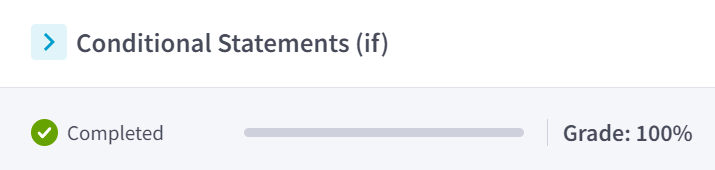 Conditional Statements (if)
Completed
Grade: 100%